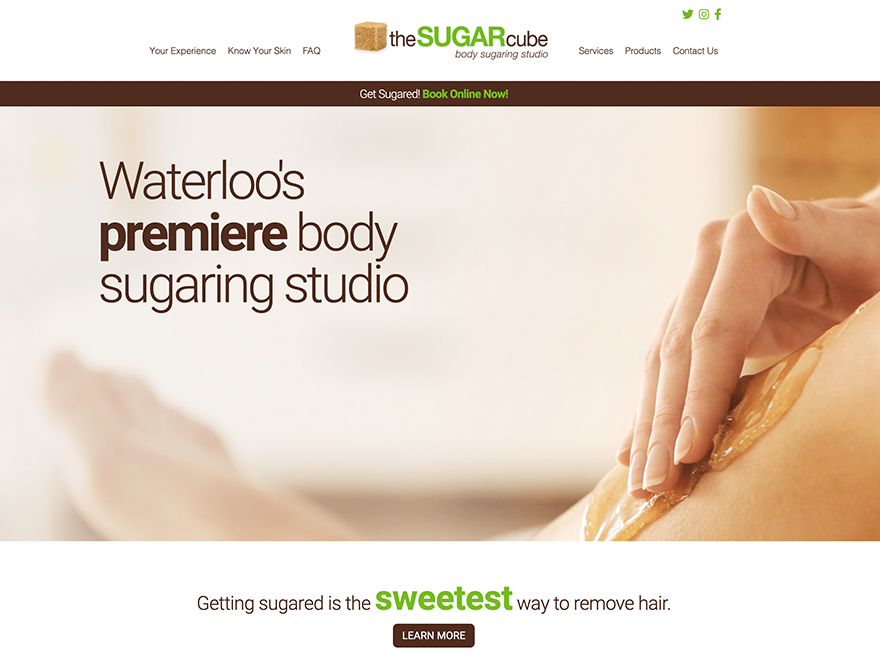 Your Experience Know Your Skin FAQ
theSUGARcube
body sugaring studio
Services Products Contact Us
Get Sugared! Book Online Now!
Waterloo's
premiere body
sugaring studio
Getting sugared is the sweetest way to remove hair.
LEARN MORE